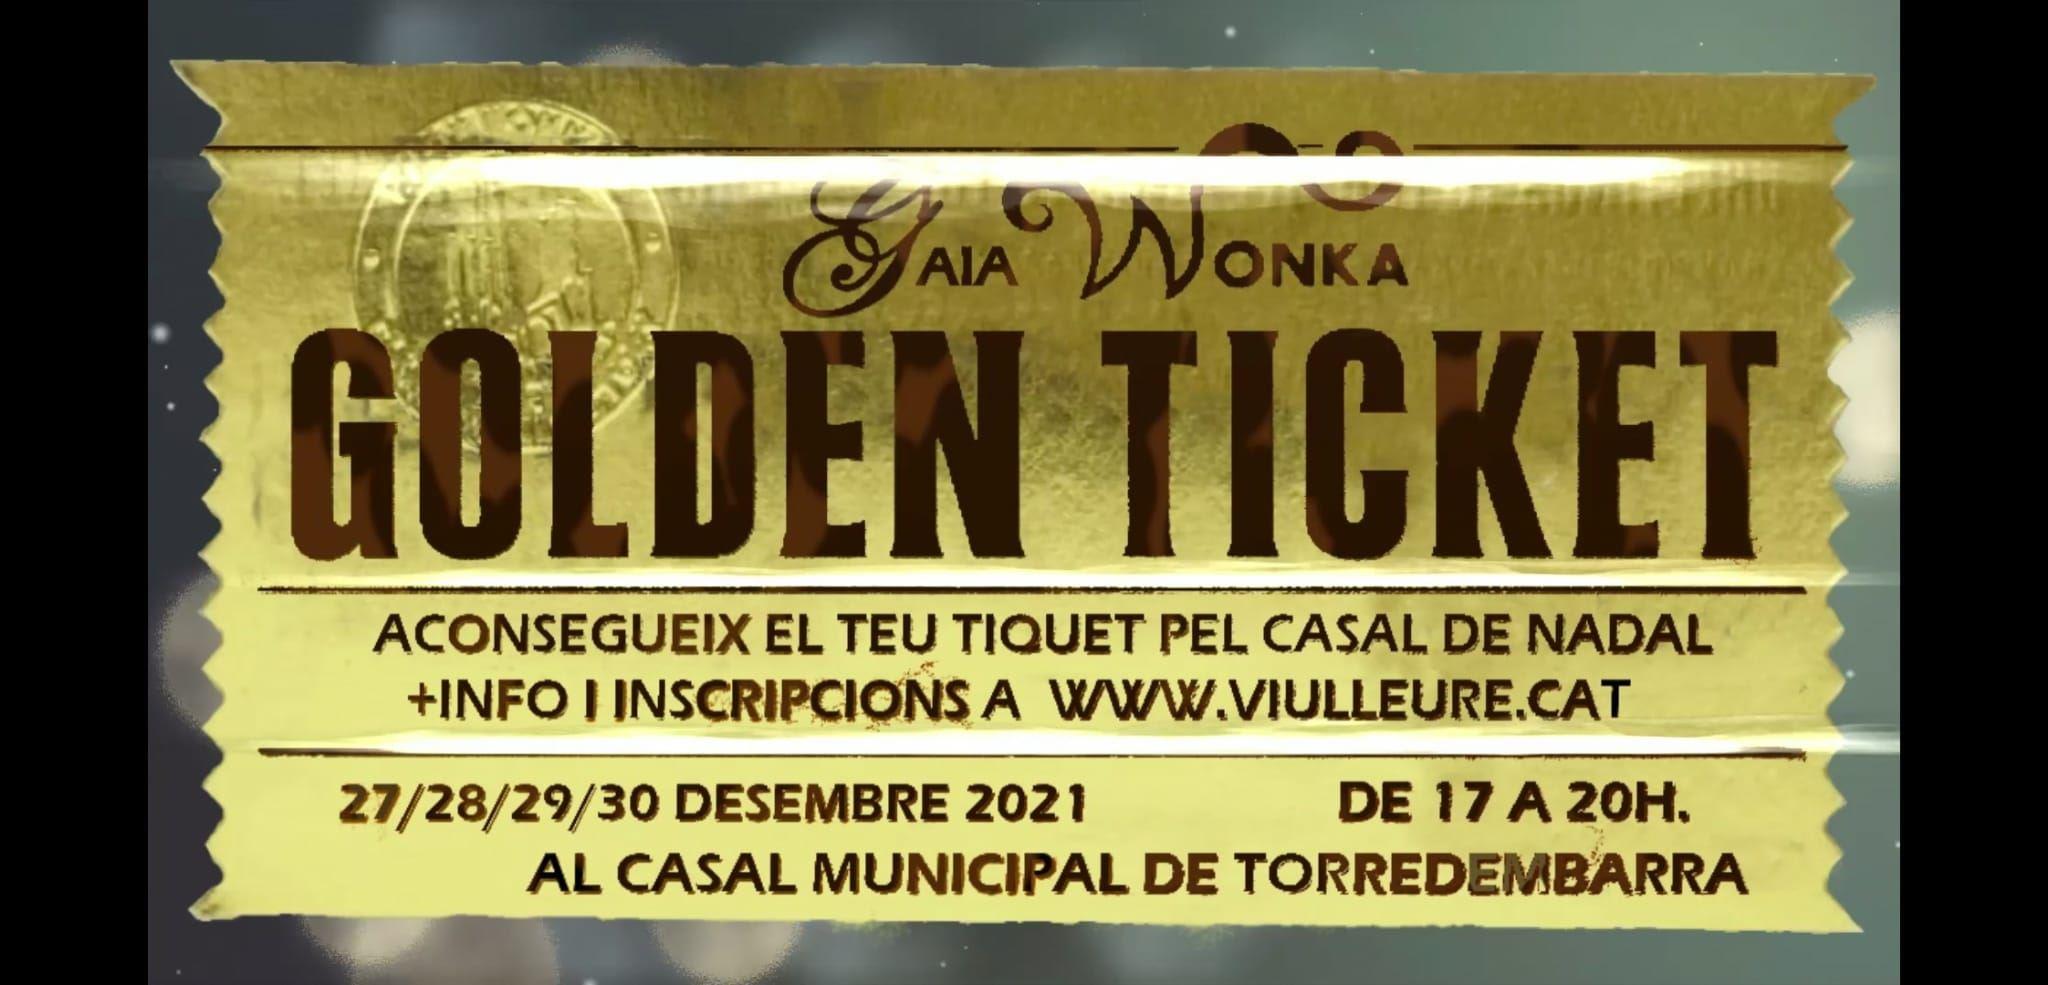 GAIA WONKA
GOLDEN TICKET
ACONSEGUEIX EL TEU TIQUET PEL CASAL DE NADAL
+INFO I INSCRIPCIONS A WWW.VIULLEURE.CAT
27/28/29/30 DESEMBRE 2021 DE 17 A 20H.
AL CASAL MUNICIPAL DE TORREDEMBARRA